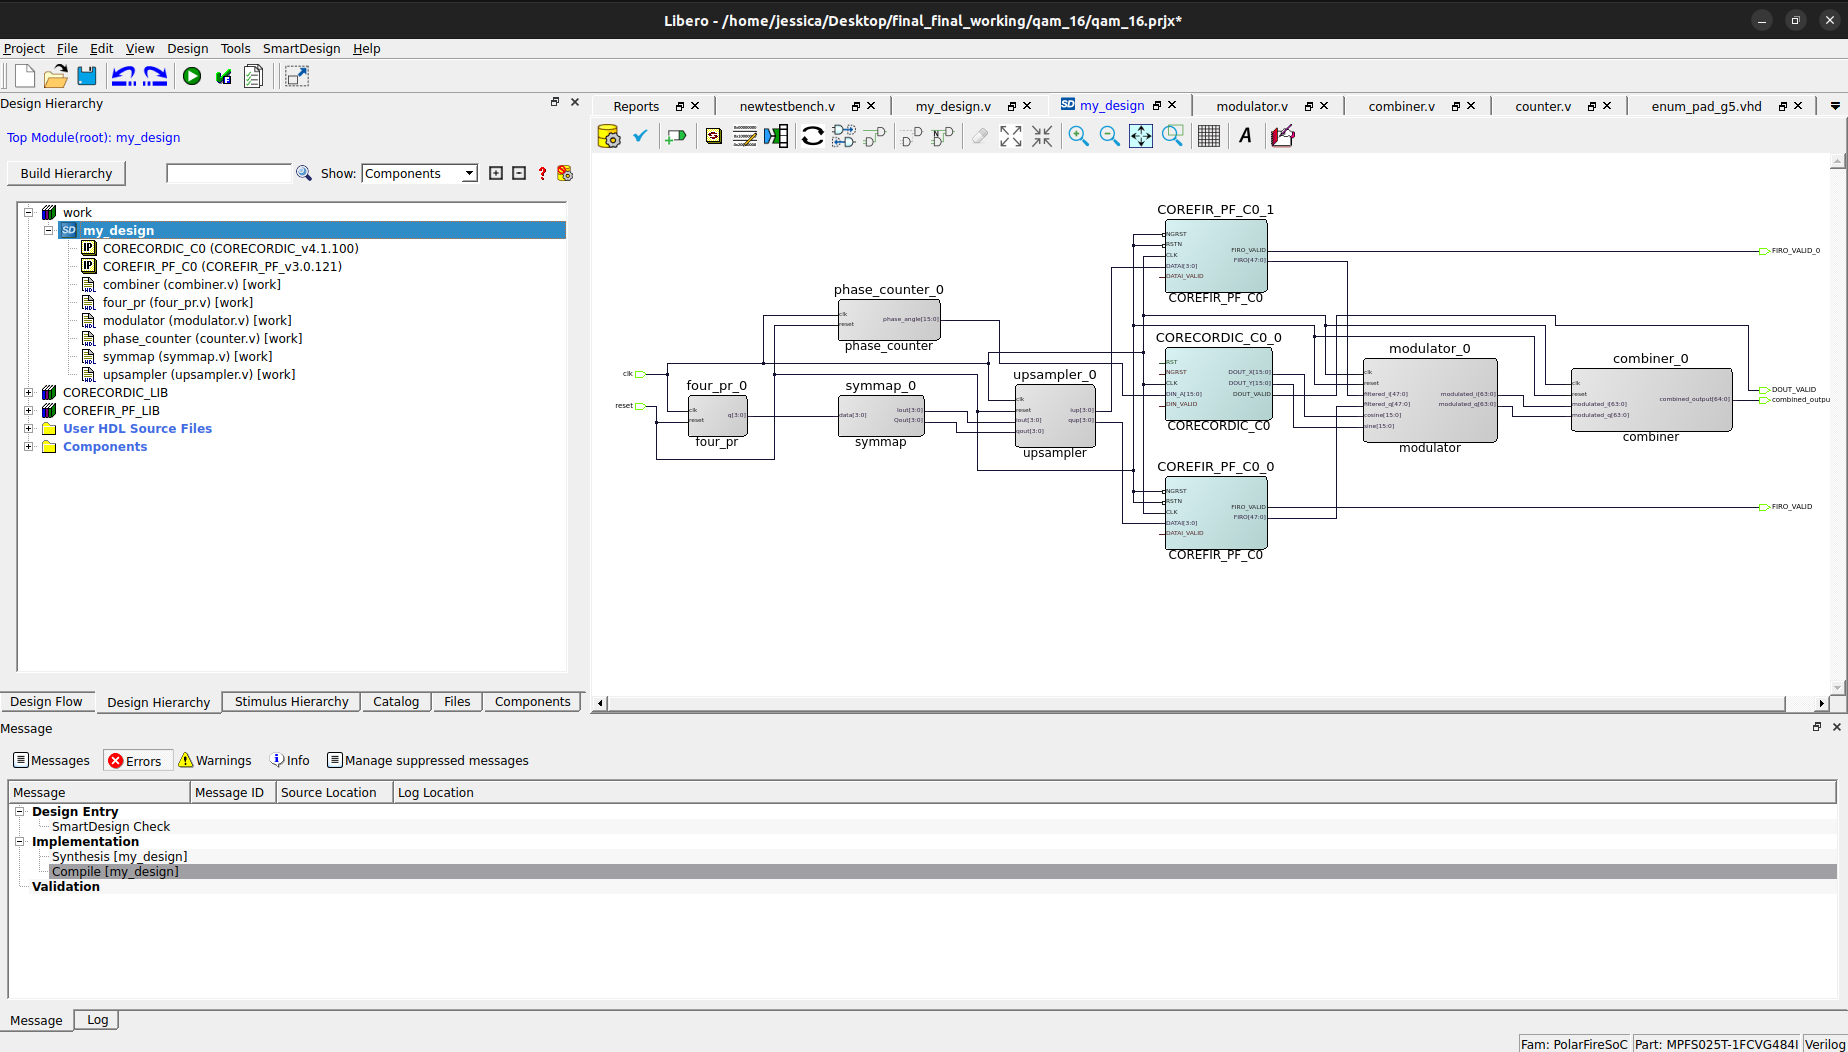 Libero - /home/jessica/Desktop/final_final_working/qam_16/qam_16.prjx*
Project File Edit View Design Tools SmartDesign Help
Design Hierarchy
Top Module(root): my_design
Build Hierarchy
Show: Components
work
my_design
CORECORDIC_C0 (CORECORDIC_v4.1.100)
COREFIR_PF_C0 (COREFIR_PF_v3.0.121)
combiner (combiner.v) [work]
four_pr (four_pr.v) [work]
modulator (modulator.v) [work]
phase_counter (counter.v) [work]
symmap (symmap.v) [work]
upsampler (upsampler.v) [work]
CORECORDIC_LIB
COREFIR_PF_LIB
User HDL Source Files
Components
Design Flow Design Hierarchy Stimulus Hierarchy Catalog Files Components
Reports newtestbench.v my_design.v my_design modulator.v combiner.v counter.v enum_pad_g5.vhd
clk
reset
four_pr_0
clk
reset
q[3:0]
four_pr
phase_counter_0
clk
reset
phase_angle[15:0]
phase_counter
symmap_0
data[3:0]
Iout[3:0]
Qout[3:0]
symmap
upsampler_0
clk
reset
iout[3:0]
qout[3:0]
iup[3:0]
qup[3:0]
upsampler
COREFIR_PF_C0_1
NGRST
RSTN
CLK
DATAI[3:0]
DATAI_VALID
FIRO_VALID
FIRO[47:0]
COREFIR_PF_C0
CORECORDIC_C0_0
RST
NGRST
CLK
DIN_A[15:0]
DIN_VALID
DOUT_X[15:0]
DOUT_Y[15:0]
DOUT_VALID
CORECORDIC_C0
COREFIR_PF_C0_0
NGRST
RSTN
CLK
DATAI[3:0]
DATAI_VALID
FIRO_VALID
FIRO[47:0]
COREFIR_PF_C0
modulator_0
clk
reset
filtered_i[47:0]
filtered_q[47:0]
cosine[15:0]
sine[15:0]
modulated_i[63:0]
modulated_q[63:0]
modulator
combiner_0
clk
reset
modulated_i[63:0]
modulated_q[63:0]
combined_output[64:0]
combiner
FIRO_VALID_0
DOUT_VALID
combined_outpu
FIRO_VALID
Message
Messages Errors Warnings Info Manage suppressed messages
Message Message ID Source Location Log Location
Design Entry
SmartDesign Check
Implementation
Synthesis [my_design]
Compile [my_design]
Validation
Message Log
Fam: PolarFireSoC Part: MPFS025T-1FCVG484I Verilog